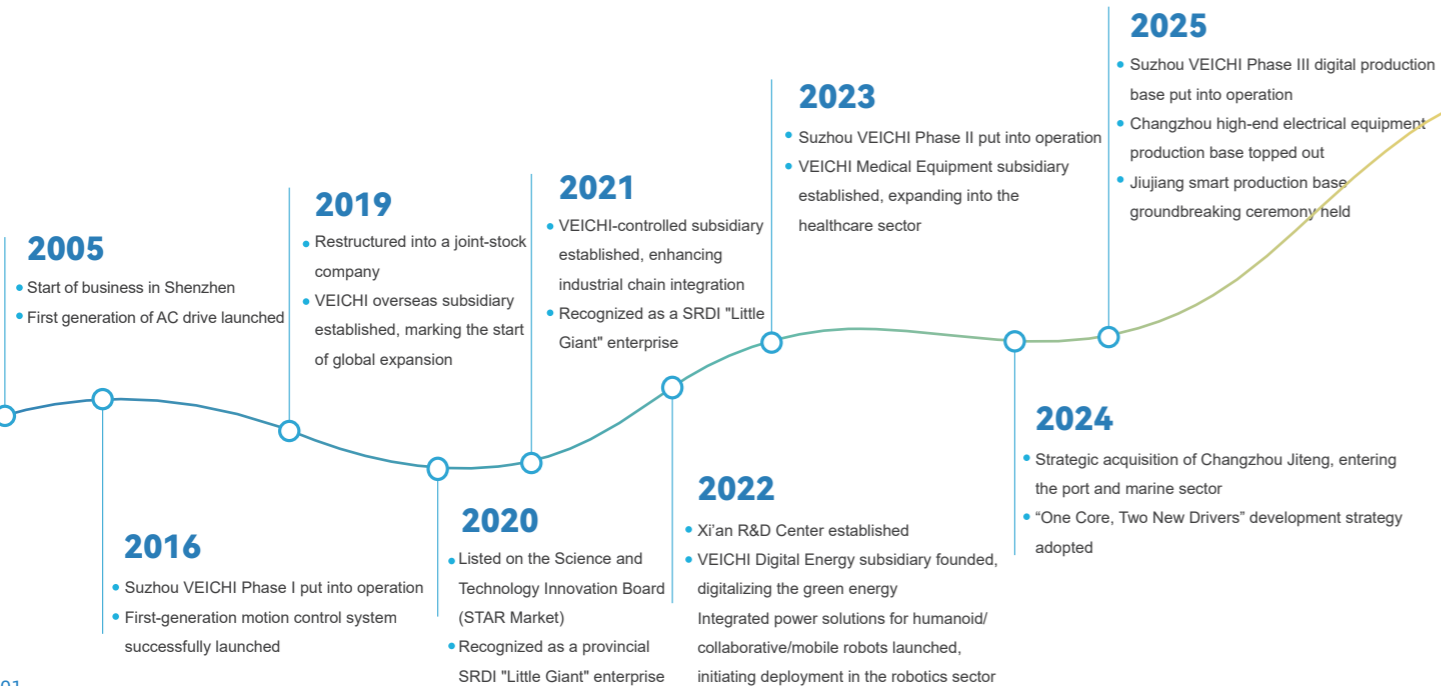 2005
Start of business in Shenzhen
First generation of AC drive launched
2016
Suzhou VEICHI Phase I put into operation
First-generation motion control system
successfully launched
2019
Restructured into a joint-stock
company
VEICHI overseas subsidiary
established, marking the start
of global expansion
2020
Listed on the Science and
Technology Innovation Board
(STAR Market)
Recognized as a provincial
SRDI "Little Giant" enterprise
2021
VEICHI-controlled subsidiary
established, enhancing
industrial chain integration
Recognized as a SRDI "Little
Giant" enterprise
2022
Xi’an R&D Center established
VEICHI Digital Energy subsidiary founded,
digitalizing the green energy
Integrated power solutions for humanoid/
collaborative/mobile robots launched,
initiating deployment in the robotics sector
2023
Suzhou VEICHI Phase II put into operation
VEICHI Medical Equipment subsidiary
established, expanding into the
healthcare sector
2024
Strategic acquisition of Changzhou Jiteng, entering
the port and marine sector
“One Core, Two New Drivers” development strategy
adopted
2025
Suzhou VEICHI Phase III digital production
base put into operation
Changzhou high-end electrical equipment
production base topped out
Jiujiang smart production base
groundbreaking ceremony held
01